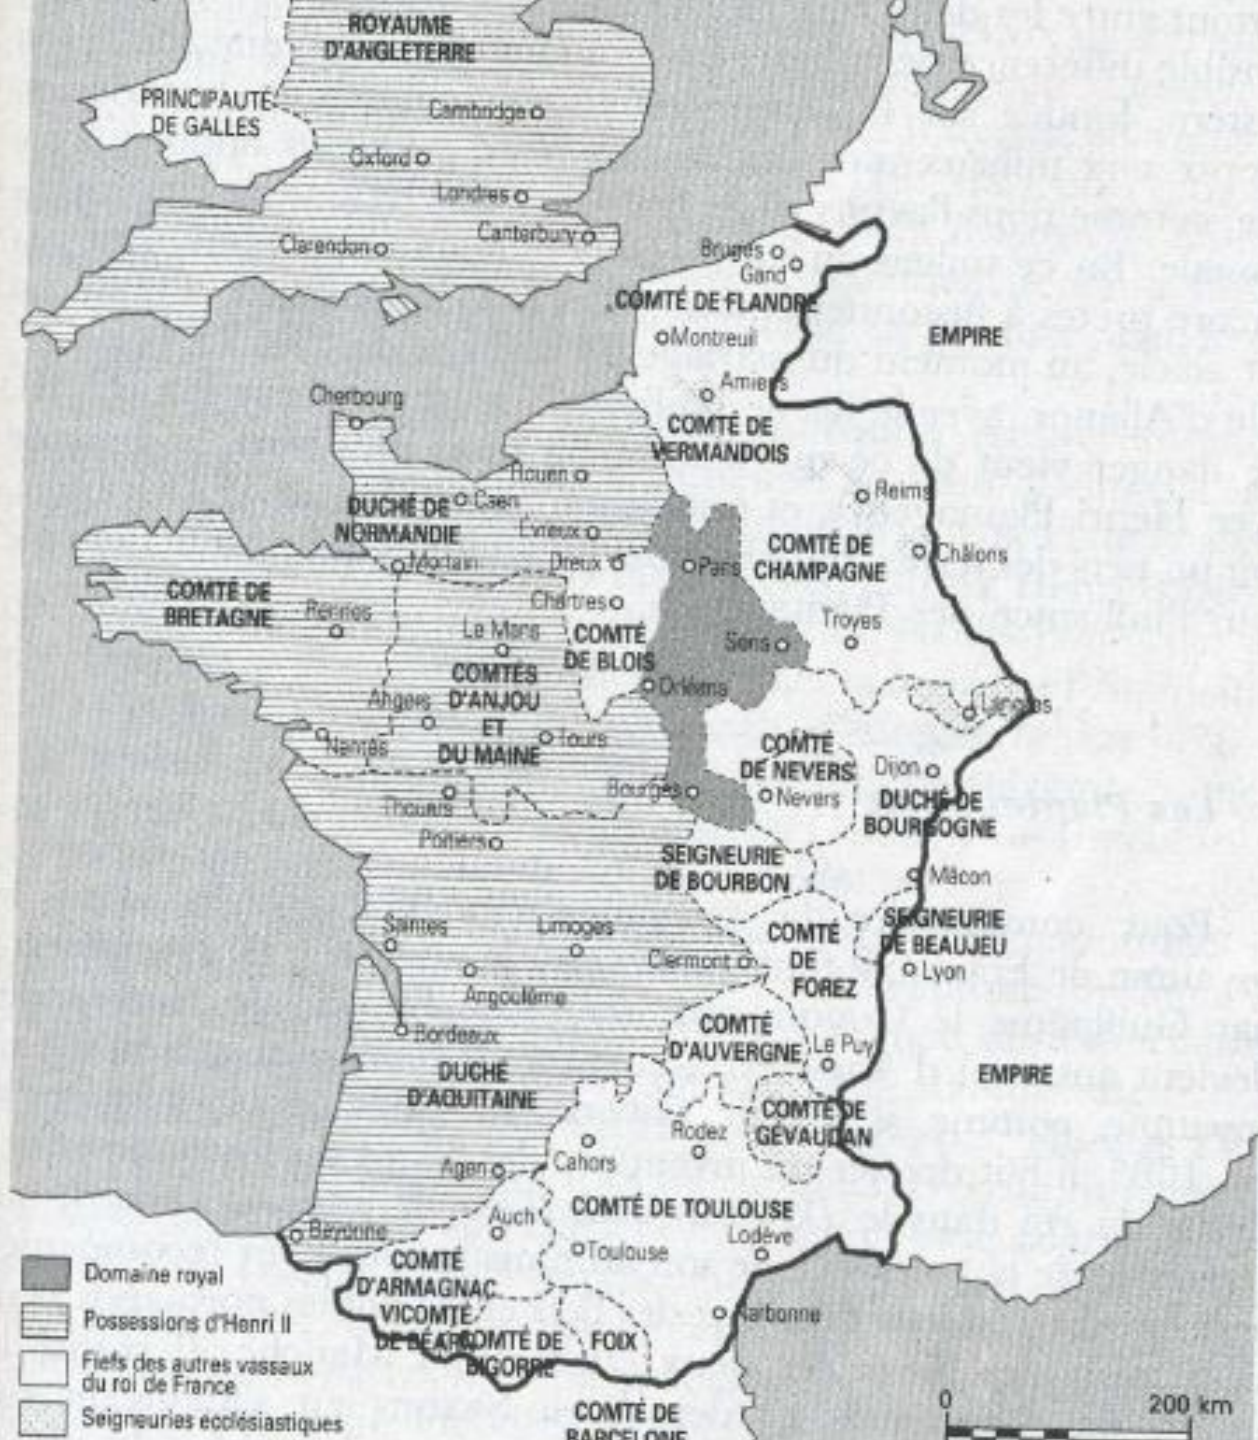 ROYAUME
D'ANGLETERRE
PRINCIPAUTÉ
DE GALLES
Cambridge
Oxford
Londres
Canterbury
Clarendon
Bruges
Gand
COMTÉ DE FLANDRE
Montreuil
EMPIRE
Amiens
Cherbourg
COMTÉ DE
VERMANDOIS
Rouen
Reims
Caen
DUCHÉ DE
NORMANDIE
Évreux
COMTÉ DE
CHAMPAGNE
Châlons
Mortain
Dreux
Paris
COMTÉ DE
BRETAGNE
Rennes
Chartres
Le Mans
COMTÉ
DE BLOIS
Sens
Troyes
COMTÉS
D'ANJOU
ET
DU MAINE
Orléans
Angers
Langres
Nantes
Tours
COMTÉ
DE NEVERS
Dijon
Thouars
Bourges
Nevers
DUCHÉ DE
BOURGOGNE
Poitiers
SEIGNEURIE
DE BOURBON
Mâcon
Saintes
Limoges
COMTÉ
DE
FOREZ
SEIGNEURIE
DE BEAUJEU
Clermont
Lyon
Angoulême
Bordeaux
COMTÉ
D'AUVERGNE
Le Puy
DUCHÉ
D'AQUITAINE
EMPIRE
COMTÉ DE
GÉVAUDAN
Rodez
Cahors
Agen
COMTÉ DE TOULOUSE
Auch
Lodève
Bayonne
Toulouse
COMTÉ
D'ARMAGNAC
VICOMTÉ
DE BÉARN
COMTÉ DE
BIGORRE
FOIX
Narbonne
COMTÉ DE
BARCELONE
Domaine royal
Possessions d'Henri II
Fiefs des autres vassaux
du roi de France
Seigneuries ecclésiastiques
0 200 km